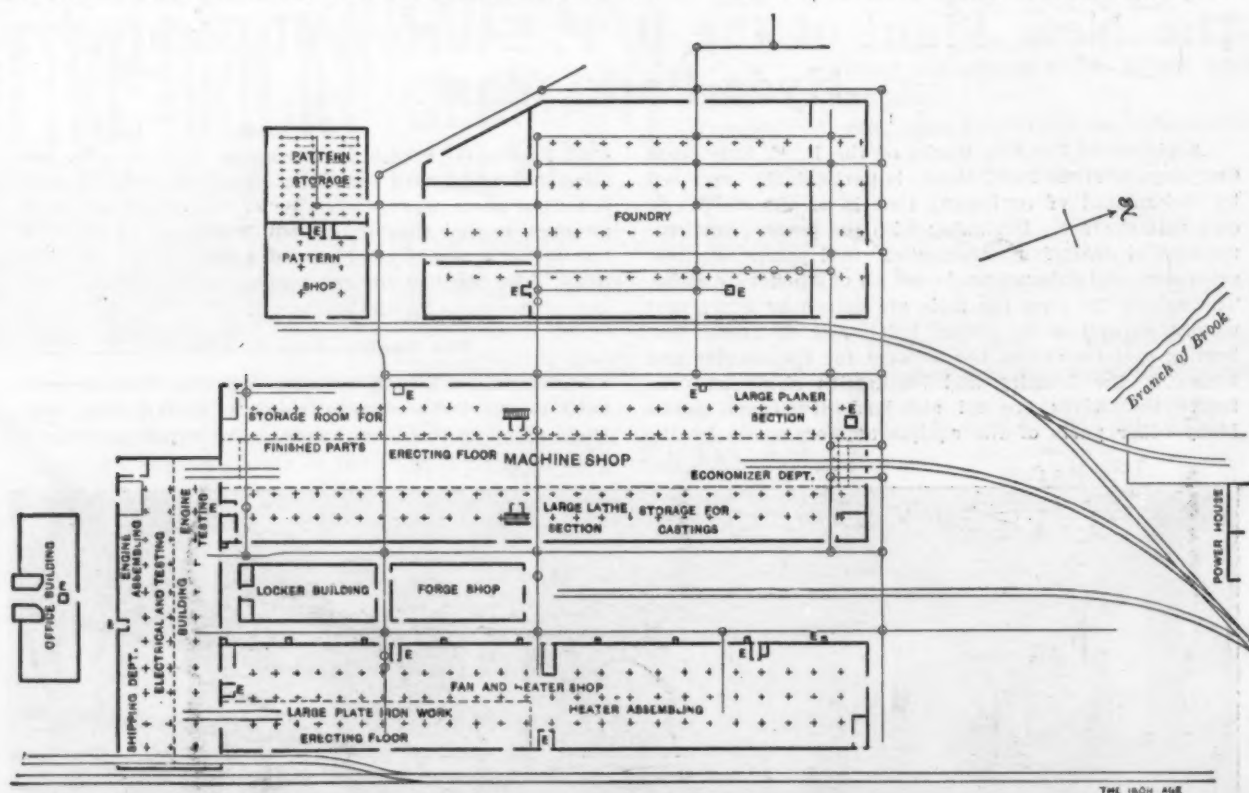 PATTERN
STORAGE
E
PATTERN
SHOP
FOUNDRY
E
E
N
Branch of Brook
E
E
LARGE PLANER
SECTION
E
STORAGE ROOM FOR
FINISHED PARTS
ERECTING FLOOR
MACHINE SHOP
ECONOMIZER DEPT.
LARGE LATHE
SECTION
STORAGE FOR
CASTINGS
POWER HOUSE
OFFICE BUILDING
E
E
ENGINE
ASSEMBLING
SHIPPING DEPT.
ELECTRICAL AND TESTING
BUILDING
ENGINE
TESTING
E
LOCKER BUILDING
FORGE SHOP
E
E
E
E
FAN AND HEATER SHOP
HEATER ASSEMBLING
LARGE PLATE IRON WORK
ERECTING FLOOR
E
THE IRON AGE